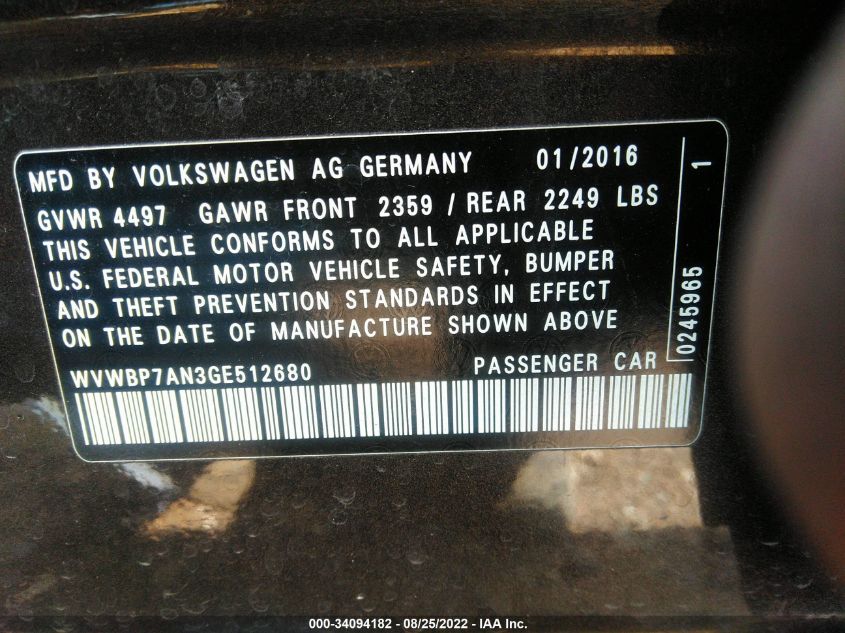 MFD BY VOLKSWAGEN AG GERMANY 01/2016
GVWR 4497 GAWR FRONT 2359 / REAR 2249 LBS
THIS VEHICLE CONFORMS TO ALL APPLICABLE
U.S. FEDERAL MOTOR VEHICLE SAFETY, BUMPER
AND THEFT PREVENTION STANDARDS IN EFFECT
ON THE DATE OF MANUFACTURE SHOWN ABOVE
WVWBP7AN3GE512680 PASSENGER CAR
0245965 1
000-34094182 - 08/25/2022 - IAA Inc.